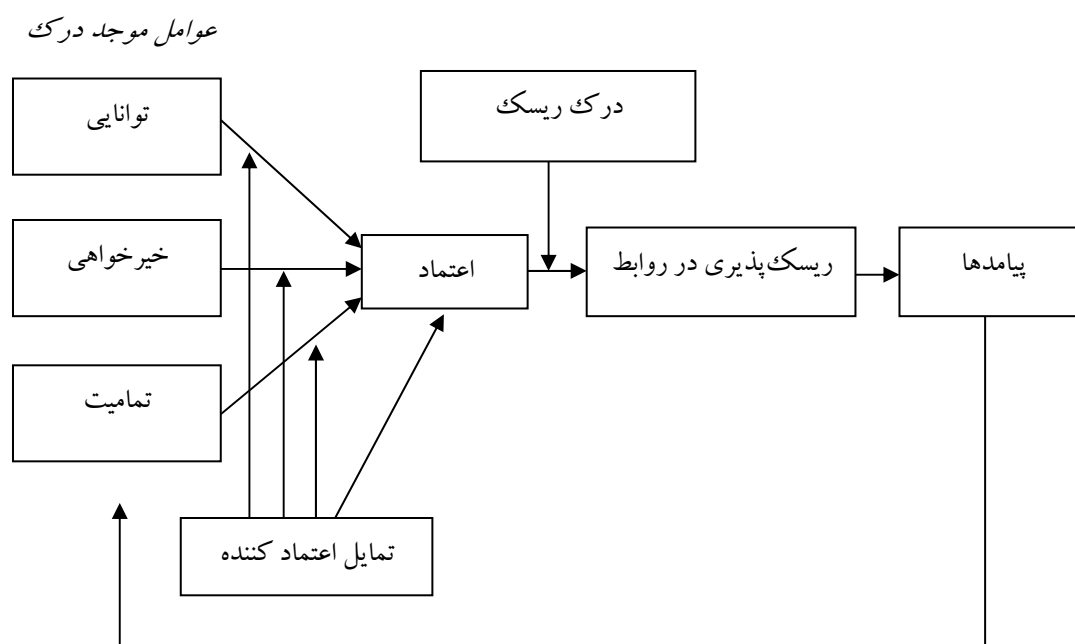 عوامل موجد درک
توانایی
درک ریسک
خیرخواهی
اعتماد
ریسک‌پذیری در روابط
پیامدها
تمامیت
تمایل اعتماد کننده